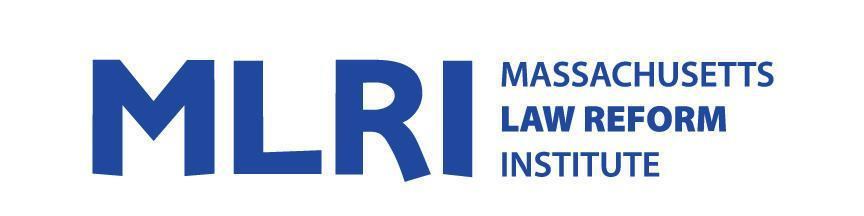 MLRI
MASSACHUSETTS
LAW REFORM
INSTITUTE